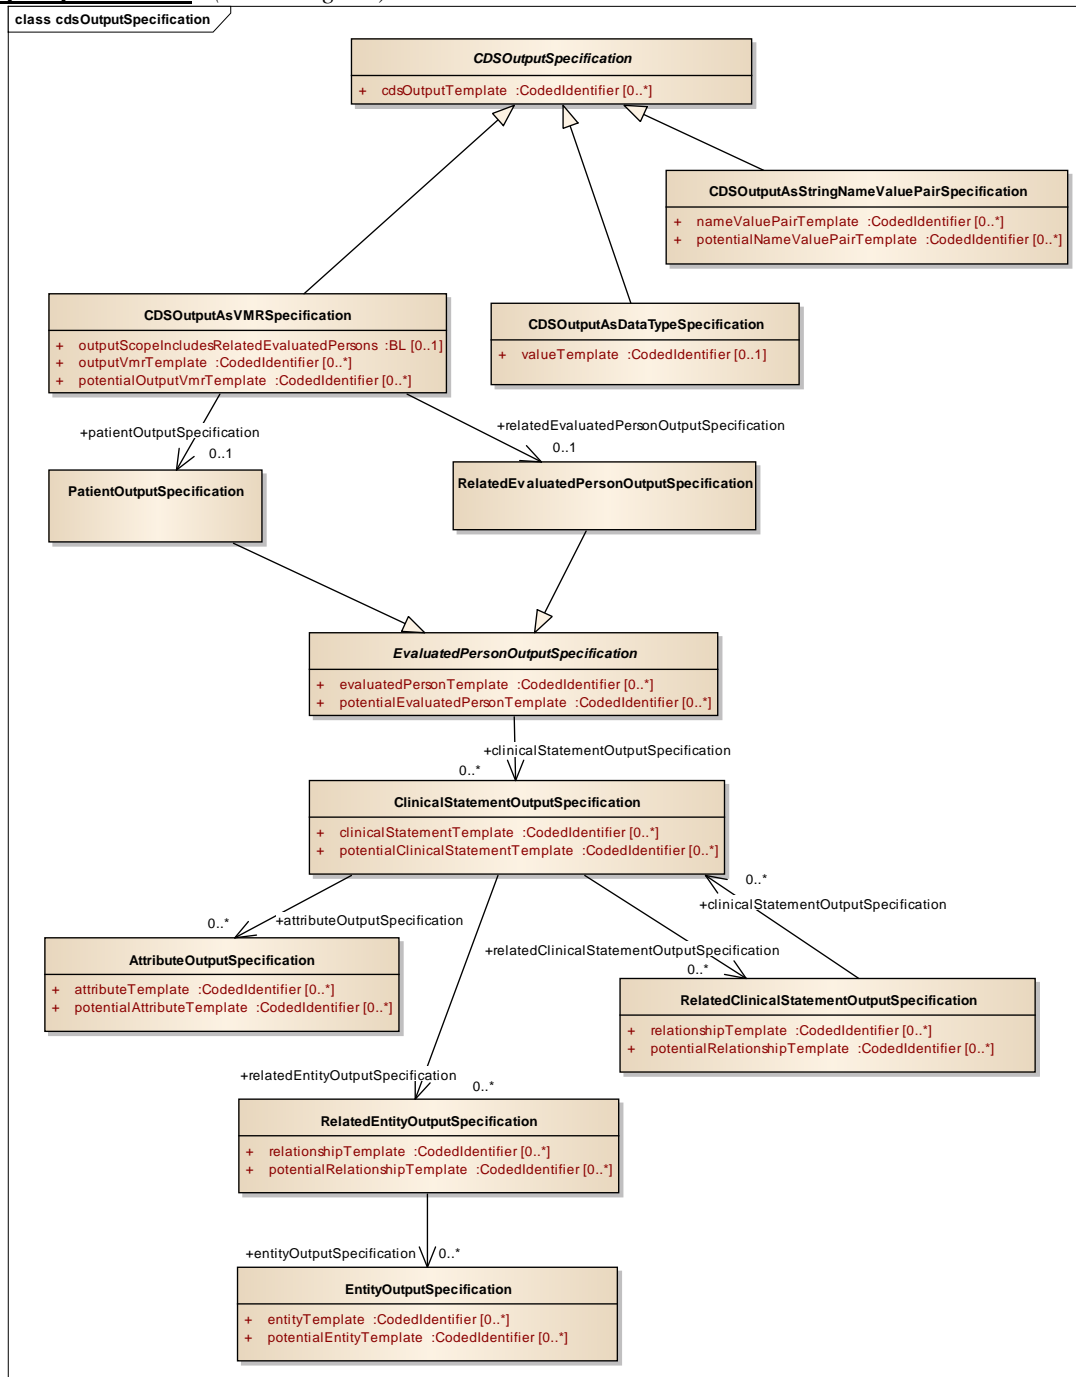 class cdsOutputSpecification
CDSOutputSpecification
+ cdsOutputTemplate :CodedIdentifier [0..*]
CDSOutputAsStringNameValuePairSpecification
+ nameValuePairTemplate :CodedIdentifier [0..*]
+ potentialNameValuePairTemplate :CodedIdentifier [0..*]
CDSOutputAsVMRSpecification
+ outputScopeIncludesRelatedEvaluatedPersons :BL [0..1]
+ outputVmrTemplate :CodedIdentifier [0..*]
+ potentialOutputVmrTemplate :CodedIdentifier [0..*]
CDSOutputAsDataTypeSpecification
+ valueTemplate :CodedIdentifier [0..1]
+patientOutputSpecification
0..1
+relatedEvaluatedPersonOutputSpecification
0..1
PatientOutputSpecification
RelatedEvaluatedPersonOutputSpecification
EvaluatedPersonOutputSpecification
+ evaluatedPersonTemplate :CodedIdentifier [0..*]
+ potentialEvaluatedPersonTemplate :CodedIdentifier [0..*]
+clinicalStatementOutputSpecification
0..*
ClinicalStatementOutputSpecification
+ clinicalStatementTemplate :CodedIdentifier [0..*]
+ potentialClinicalStatementTemplate :CodedIdentifier [0..*]
0..*
+clinicalStatementOutputSpecification
0..*
+attributeOutputSpecification
+relatedClinicalStatementOutputSpecification
0..*
AttributeOutputSpecification
+ attributeTemplate :CodedIdentifier [0..*]
+ potentialAttributeTemplate :CodedIdentifier [0..*]
RelatedClinicalStatementOutputSpecification
+ relationshipTemplate :CodedIdentifier [0..*]
+ potentialRelationshipTemplate :CodedIdentifier [0..*]
+relatedEntityOutputSpecification
0..*
RelatedEntityOutputSpecification
+ relationshipTemplate :CodedIdentifier [0..*]
+ potentialRelationshipTemplate :CodedIdentifier [0..*]
+entityOutputSpecification
0..*
EntityOutputSpecification
+ entityTemplate :CodedIdentifier [0..*]
+ potentialEntityTemplate :CodedIdentifier [0..*]